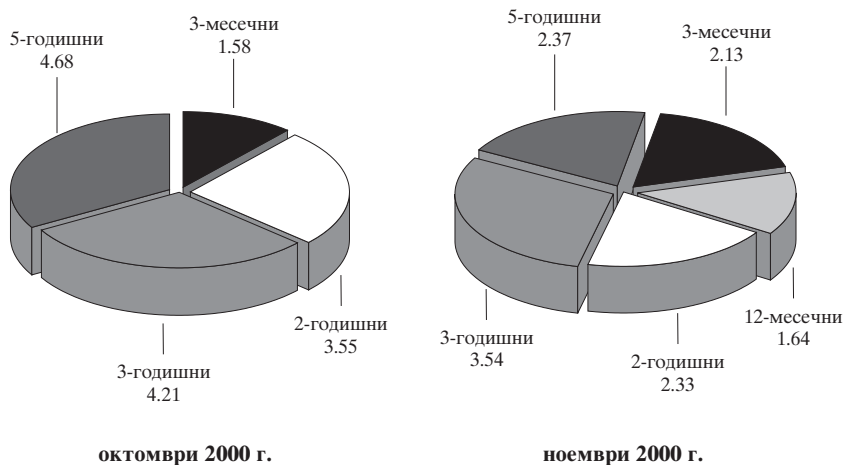 5-годишни
4.68
3-месечни
1.58
2-годишни
3.55
3-годишни
4.21
октомври 2000 г.
5-годишни
2.37
3-месечни
2.13
12-месечни
1.64
2-годишни
2.33
3-годишни
3.54
ноември 2000 г.